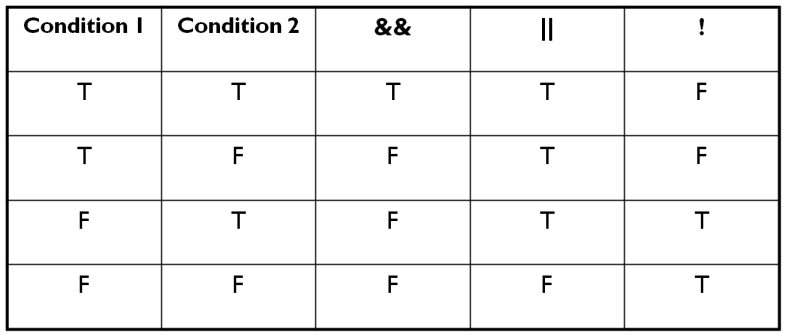 Condition 1 Condition 2 && || !
T T T T F
T F F T F
F T F T T
F F F F T